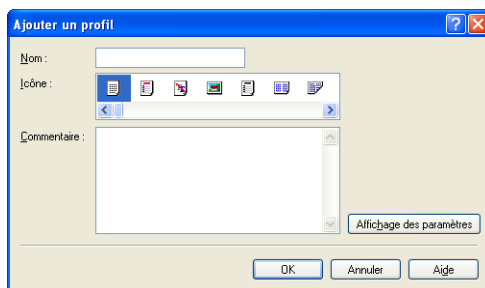 Ajouter un profil
Nom :
Icône :
Commentaire :
Affichage des paramètres
OK
Annuler
Aide